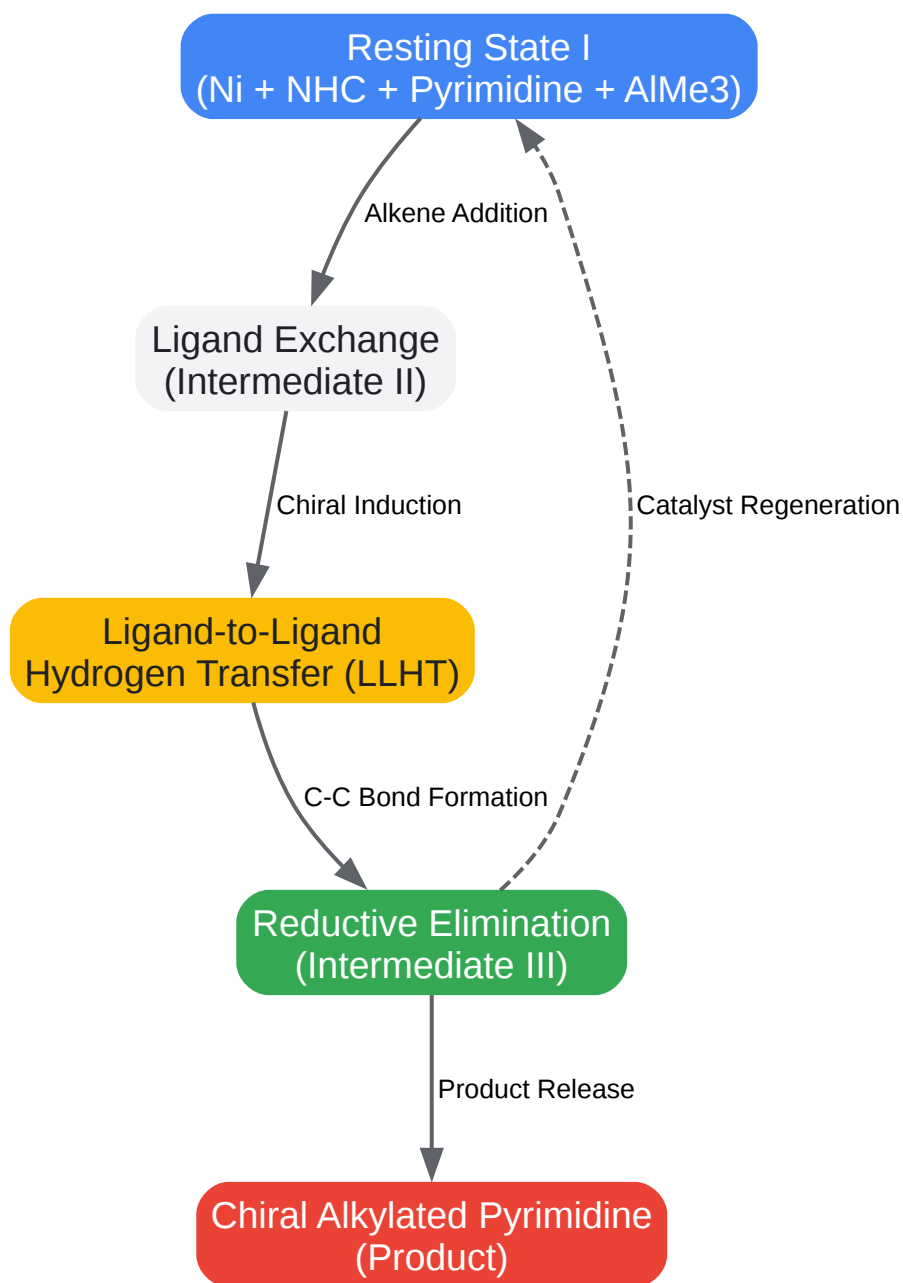 Resting State I
(Ni + NHC + Pyrimidine + AlMe3)
Alkene Addition
Ligand Exchange
(Intermediate II)
Chiral Induction
Catalyst Regeneration
Ligand-to-Ligand
Hydrogen Transfer (LLHT)
C-C Bond Formation
Reductive Elimination
(Intermediate III)
Product Release
Chiral Alkylated Pyrimidine
(Product)